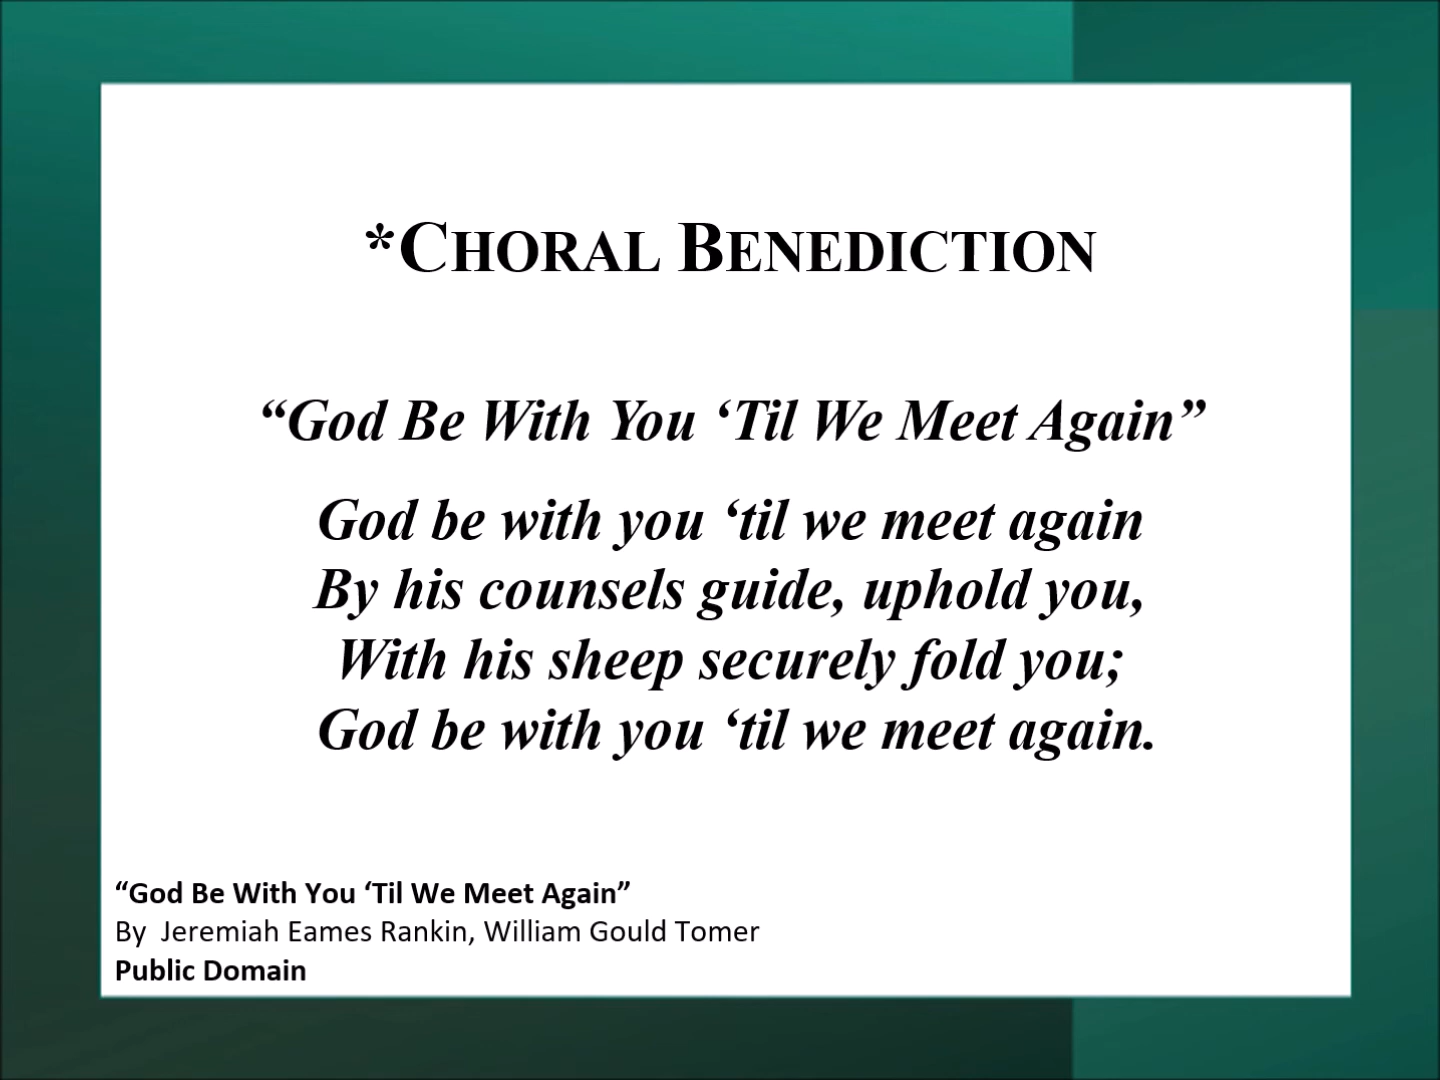 *CHORAL BENEDICTION
“God Be With You ‘Til We Meet Again”
God be with you ‘til we meet again
By his counsels guide, uphold you,
With his sheep securely fold you;
God be with you ‘til we meet again.
“God Be With You ‘Til We Meet Again”
By  Jeremiah Eames Rankin, William Gould Tomer
Public Domain